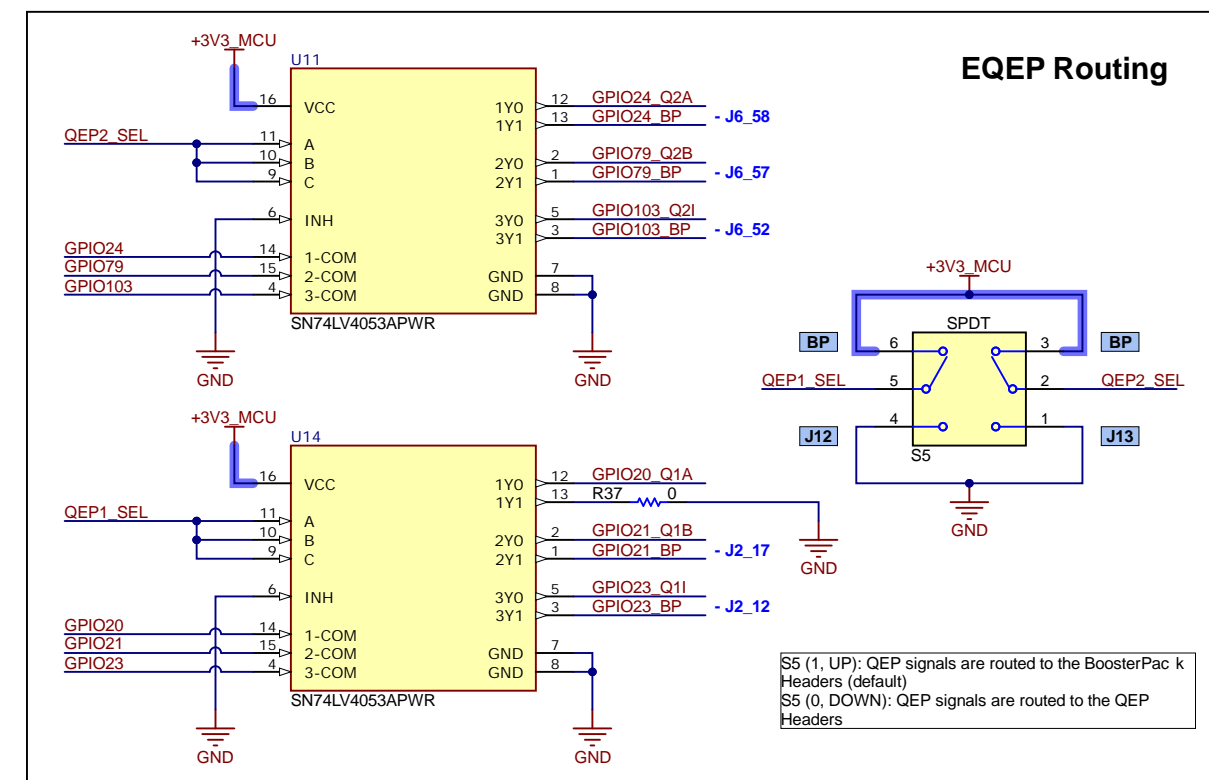 EQEP Routing
+3V3_MCU
U11
16 VCC
QEP2_SEL
11 A
10 B
9 C
6 INH
GPIO24 14 1-COM
GPIO79 15 2-COM
GPIO103 4 3-COM
1Y0 12 GPIO24_Q2A
1Y1 13 GPIO24_BP - J6_58
2Y0 2 GPIO79_Q2B
2Y1 1 GPIO79_BP - J6_57
3Y0 5 GPIO103_Q2I
3Y1 3 GPIO103_BP - J6_52
GND 7
GND 8
SN74LV4053APWR
GND
GND
+3V3_MCU
SPDT
BP 6
3 BP
QEP1_SEL 5
2 QEP2_SEL
J12 4
1 J13
S5
GND
+3V3_MCU
U14
16 VCC
QEP1_SEL
11 A
10 B
9 C
6 INH
GPIO20 14 1-COM
GPIO21 15 2-COM
GPIO23 4 3-COM
1Y0 12 GPIO20_Q1A
1Y1 13 R37 0
GND
2Y0 2 GPIO21_Q1B
2Y1 1 GPIO21_BP - J2_17
3Y0 5 GPIO23_Q1I
3Y1 3 GPIO23_BP - J2_12
GND 7
GND 8
SN74LV4053APWR
GND
GND
S5 (1, UP): QEP signals are routed to the BoosterPac k
Headers (default)
S5 (0, DOWN): QEP signals are routed to the QEP
Headers